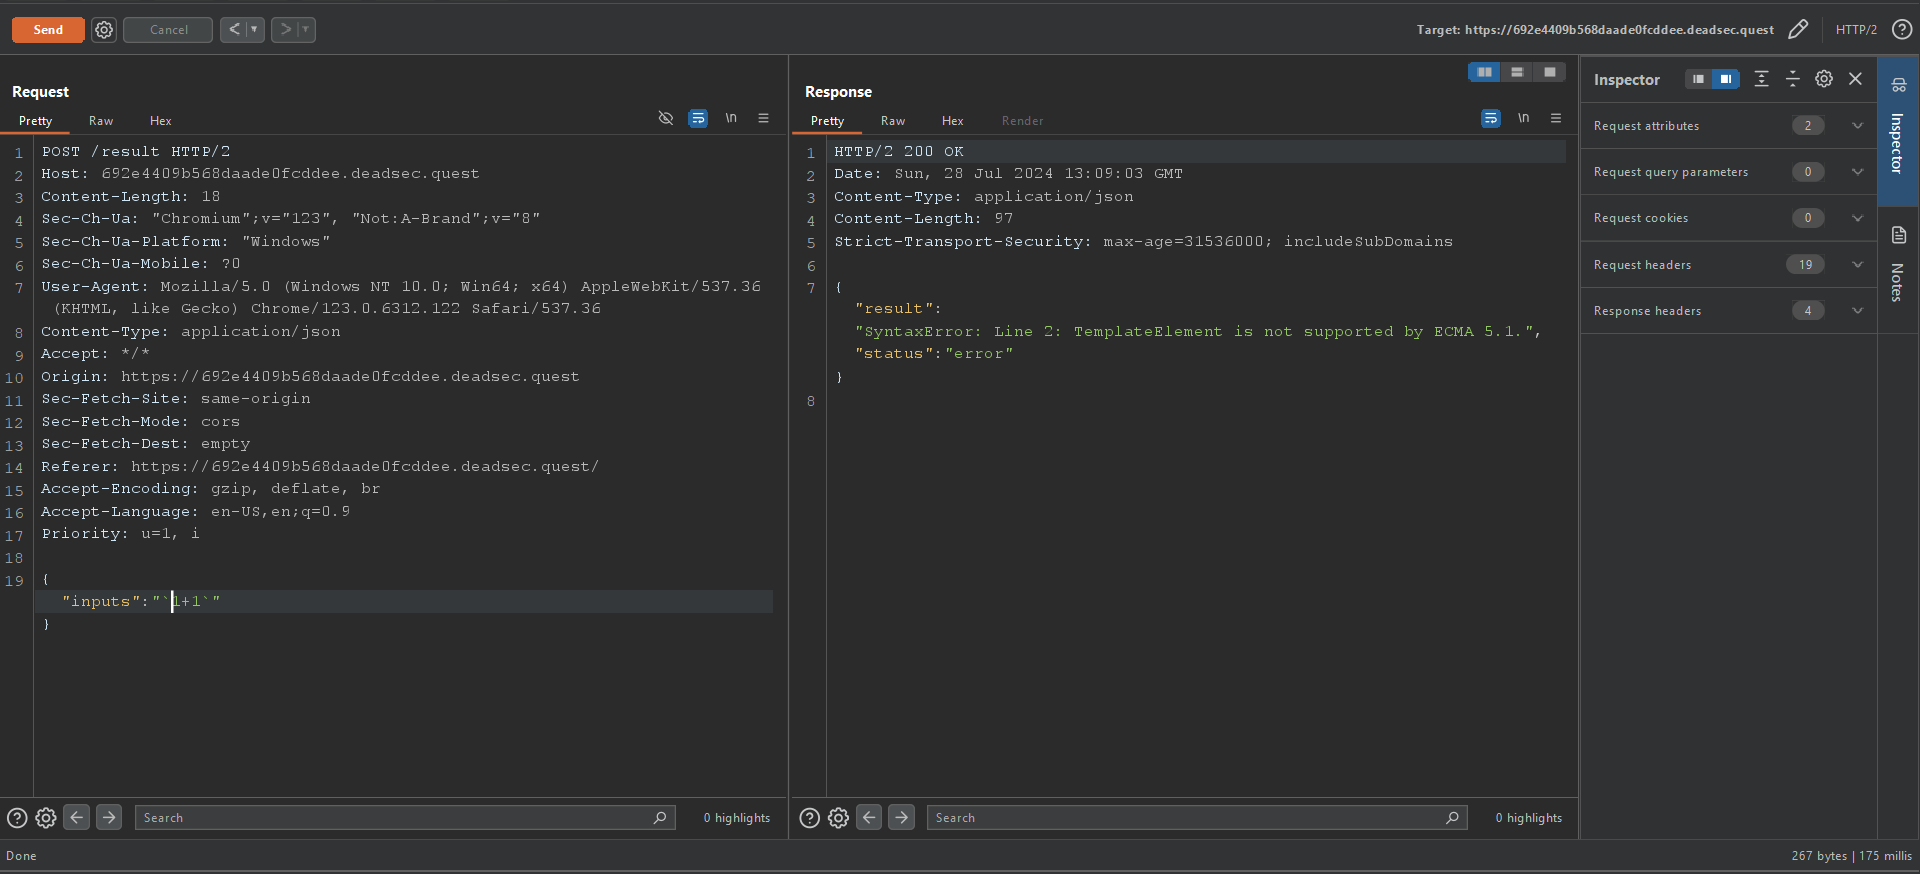 Send
Cancel
< ▾
> ▾
Target: https://692e4409b568daade0fcddee.deadsec.quest
HTTP/2
Request
Pretty Raw Hex
\n
1 POST /result HTTP/2
2 Host: 692e4409b568daade0fcddee.deadsec.quest
3 Content-Length: 18
4 Sec-Ch-Ua: "Chromium";v="123", "Not:A-Brand";v="8"
5 Sec-Ch-Ua-Platform: "Windows"
6 Sec-Ch-Ua-Mobile: ?0
7 User-Agent: Mozilla/5.0 (Windows NT 10.0; Win64; x64) AppleWebKit/537.36
(KHTML, like Gecko) Chrome/123.0.6312.122 Safari/537.36
8 Content-Type: application/json
9 Accept: */*
10 Origin: https://692e4409b568daade0fcddee.deadsec.quest
11 Sec-Fetch-Site: same-origin
12 Sec-Fetch-Mode: cors
13 Sec-Fetch-Dest: empty
14 Referer: https://692e4409b568daade0fcddee.deadsec.quest/
15 Accept-Encoding: gzip, deflate, br
16 Accept-Language: en-US,en;q=0.9
17 Priority: u=1, i
18
19 {
"inputs":"`1+1`"
}
Search
0 highlights
Response
Pretty Raw Hex Render
\n
1 HTTP/2 200 OK
2 Date: Sun, 28 Jul 2024 13:09:03 GMT
3 Content-Type: application/json
4 Content-Length: 97
5 Strict-Transport-Security: max-age=31536000; includeSubDomains
6
7 {
"result":
"SyntaxError: Line 2: TemplateElement is not supported by ECMA 5.1.",
"status":"error"
}
8
Search
0 highlights
Inspector
Request attributes 2
Request query parameters 0
Request cookies 0
Request headers 19
Response headers 4
Inspector
Notes
Done
267 bytes | 175 millis